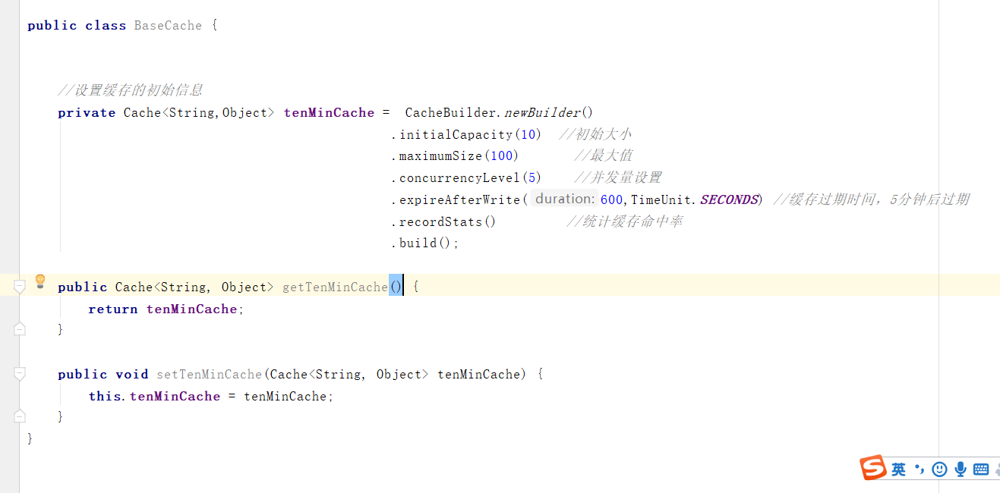 public class BaseCache {
//设置缓存的初始信息
private Cache<String,Object> tenMinCache =  CacheBuilder.newBuilder()
.initialCapacity(10)  //初始大小
.maximumSize(100)       //最大值
.concurrencyLevel(5)    //并发量设置
.expireAfterWrite( duration: 600,TimeUnit.SECONDS) //缓存过期时间，5分钟后过期
.recordStats()         //统计缓存命中率
.build();
public Cache<String, Object> getTenMinCache() {
return tenMinCache;
}
public void setTenMinCache(Cache<String, Object> tenMinCache) {
this.tenMinCache = tenMinCache;
}
}
S 英